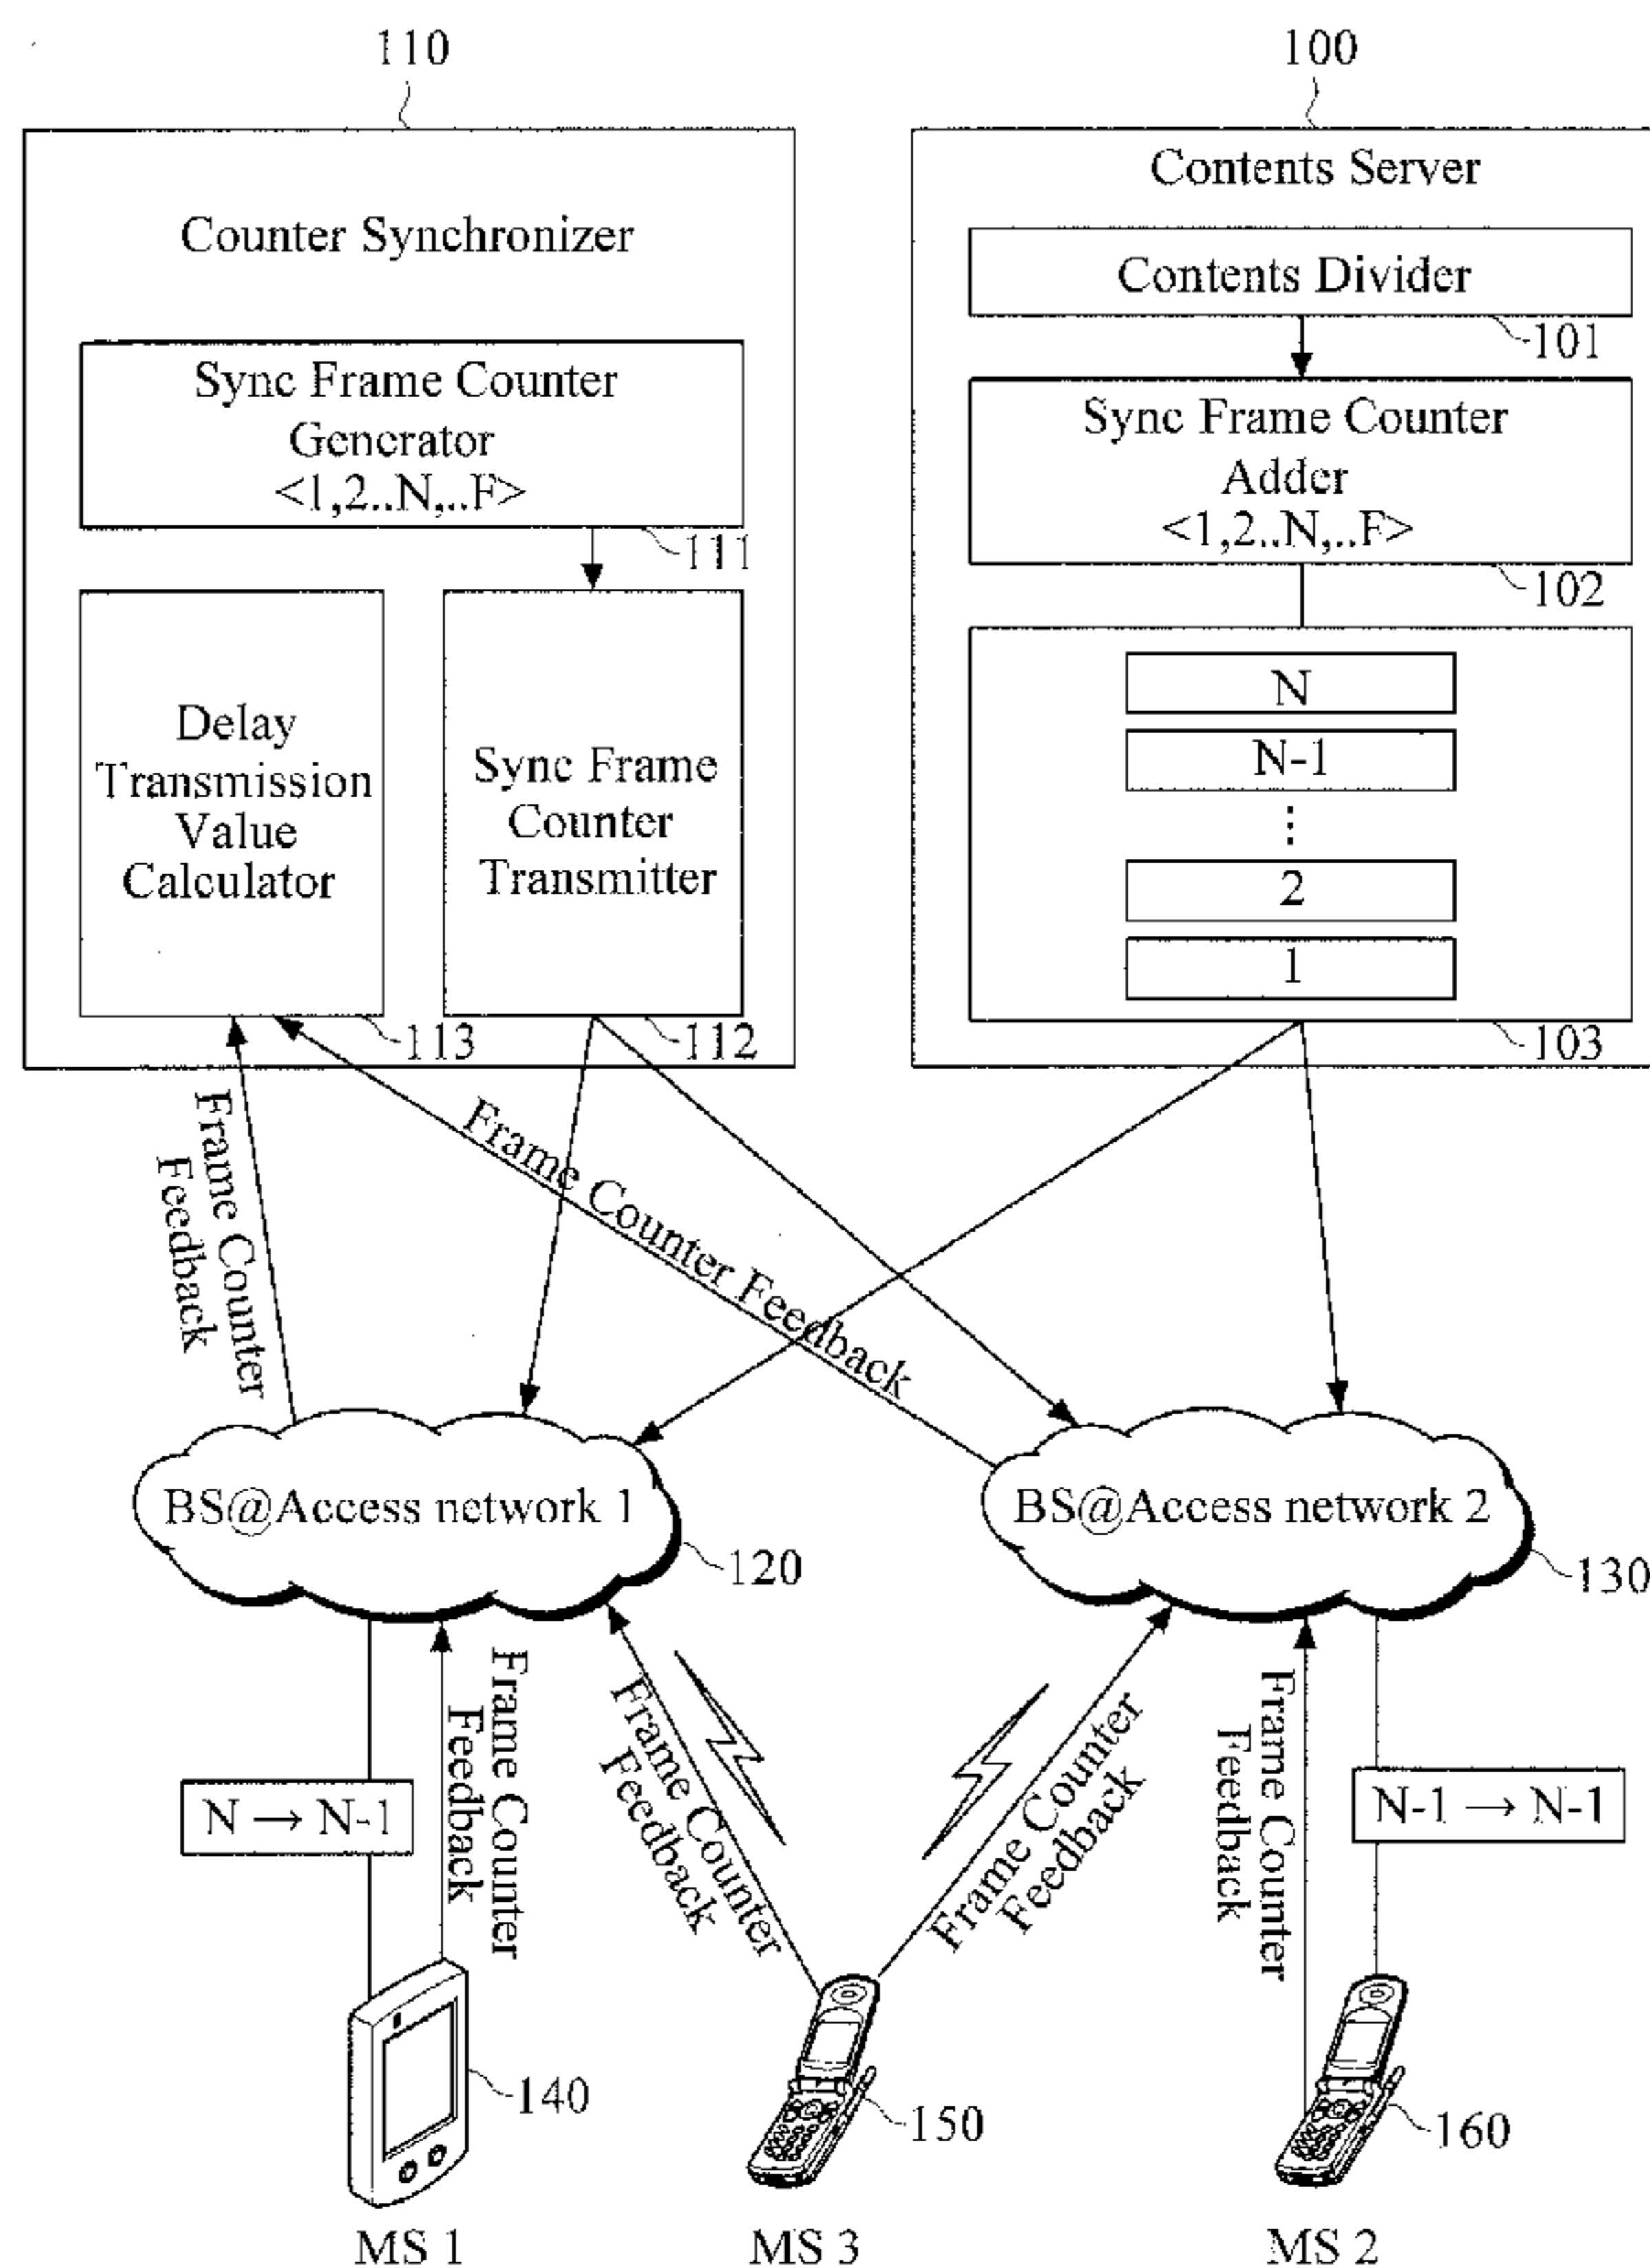 110
100
Counter Synchronizer
Sync Frame Counter
Generator
<1,2..N,..F>
111
Delay
Transmission
Value
Calculator
113
Sync Frame
Counter
Transmitter
112
Contents Server
Contents Divider
101
Sync Frame Counter
Adder
<1,2..N,..F>
102
N
N-1
⋮
2
1
103
Frame Counter
Feedback
Frame Counter Feedback
BS@Access network 1
120
BS@Access network 2
130
N → N-1
Frame Counter
Feedback
Frame Counter
Feedback
Frame Counter
Feedback
Frame Counter
Feedback
N-1 → N-1
140
150
160
MS 1
MS 3
MS 2